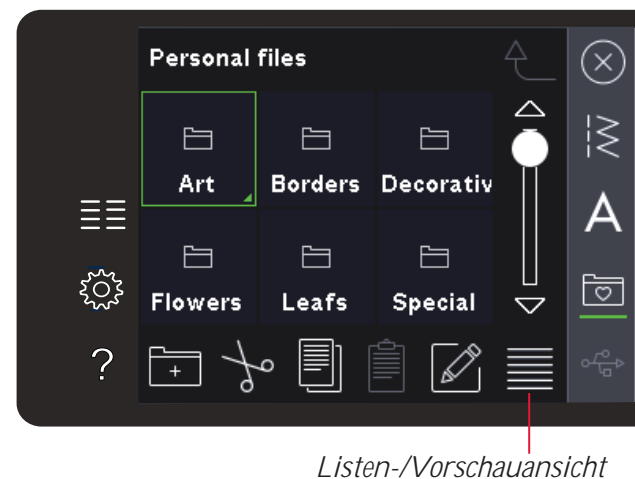 Personal files
Art Borders Decorativ
A
Flowers Leafs Special
?
Listen-/Vorschauansicht